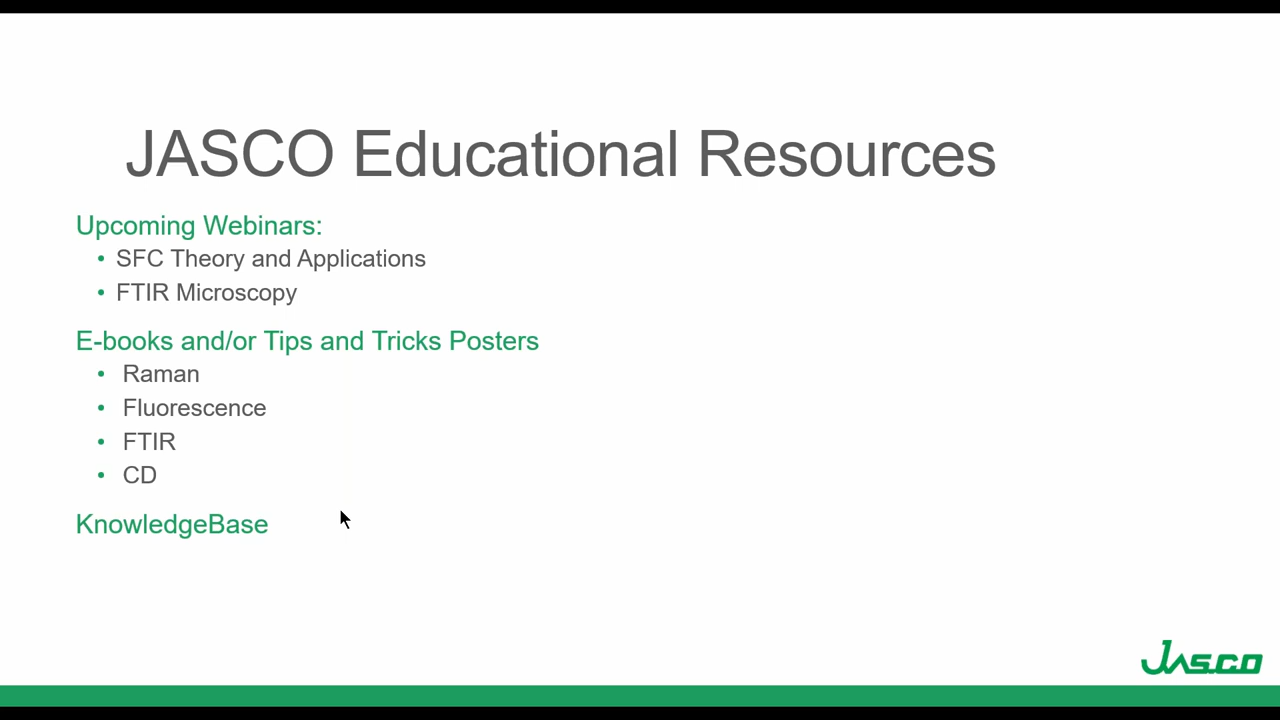 JASCO Educational Resources
Upcoming Webinars:
• SFC Theory and Applications
• FTIR Microscopy
E-books and/or Tips and Tricks Posters
• Raman
• Fluorescence
• FTIR
• CD
KnowledgeBase
JASCO